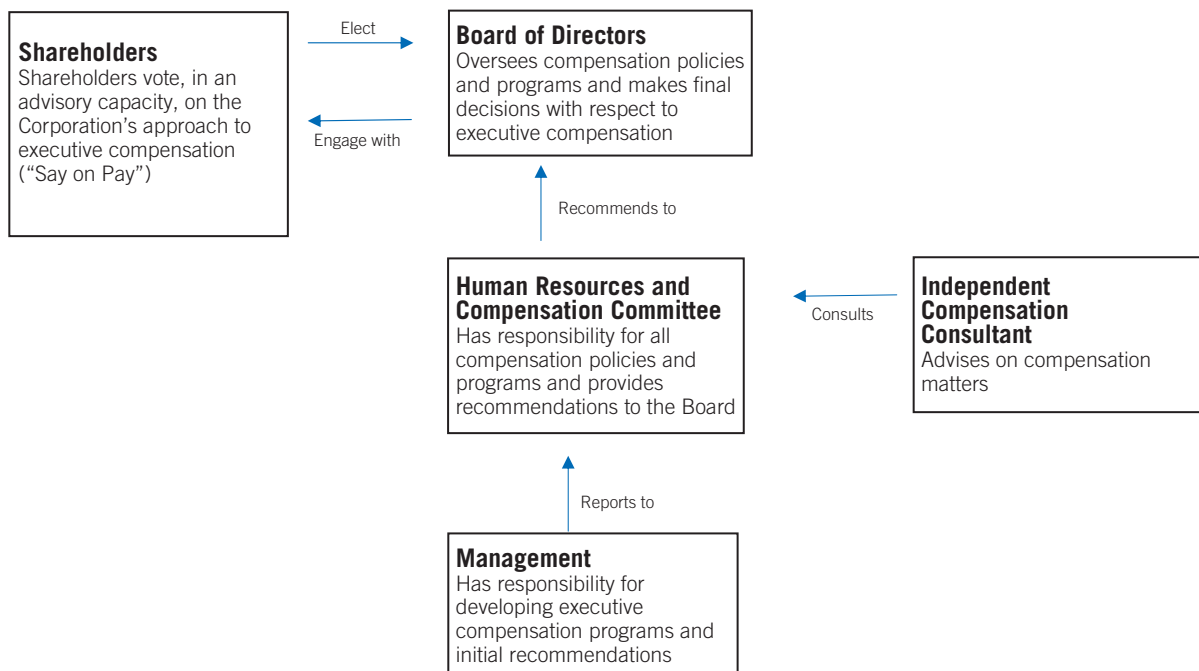 Shareholders
Shareholders vote, in an
advisory capacity, on the
Corporation’s approach to
executive compensation
(“Say on Pay”)
Elect
Engage with
Board of Directors
Oversees compensation policies
and programs and makes final
decisions with respect to
executive compensation
Recommends to
Human Resources and
Compensation Committee
Has responsibility for all
compensation policies and
programs and provides
recommendations to the Board
Consults
Independent
Compensation
Consultant
Advises on compensation
matters
Reports to
Management
Has responsibility for
developing executive
compensation programs and
initial recommendations